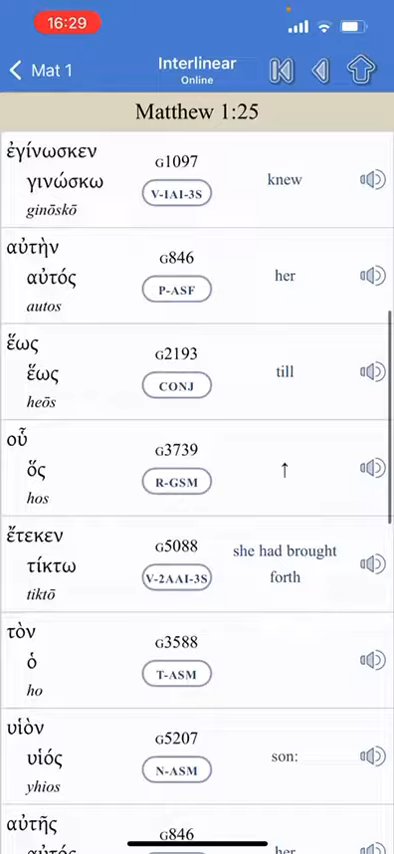 16:29
Mat 1
Interlinear
Online
Matthew 1:25
ἐγίνωσκεν
γινώσκω
ginōskō
G1097
V-IAI-3S
knew
αὐτὴν
αὐτός
autos
G846
P-ASF
her
ἕως
ἕως
heōs
G2193
CONJ
till
οὗ
ὅς
hos
G3739
R-GSM
↑
ἔτεκεν
τίκτω
tiktō
G5088
V-2AAI-3S
she had brought
forth
τὸν
ὁ
ho
G3588
T-ASM
υἱὸν
υἱός
yhios
G5207
N-ASM
son:
αὐτῆς
αὐτός
G846
her